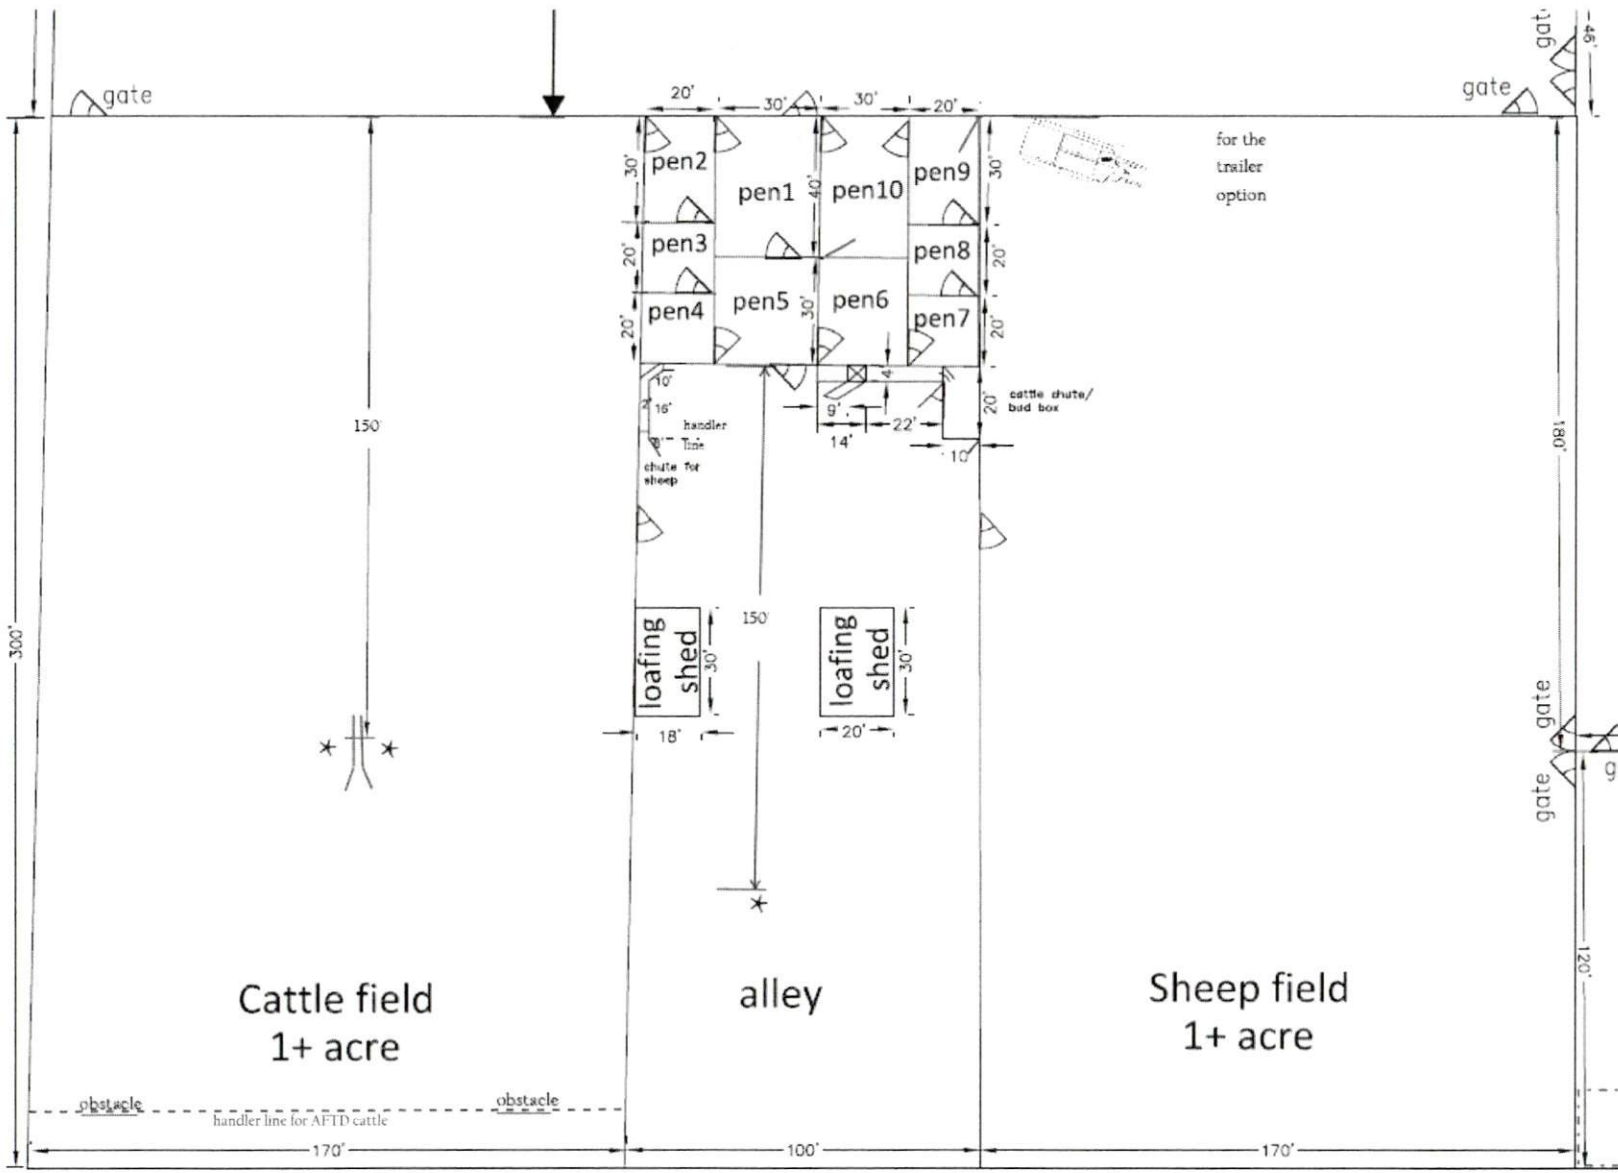 gate
20'
30'
30'
20'
gate
gat
46'
for the
trailer
option
30'
pen2
pen1
40'
pen10
pen9
30'
20'
pen3
pen8
20'
20'
pen4
pen5
30'
pen6
pen7
20'
150'
10'
2'
16'
handler
line
8'
chute for
sheep
4'
9'
14'
22'
20'
10'
cattle chute/
bud box
180'
300'
loafing
shed
30'
18'
150'
loafing
shed
30'
20'
gate
gate
g
120'
Cattle field
1+ acre
alley
Sheep field
1+ acre
obstacle
obstacle
handler line for AFTD cattle
170'
100'
170'